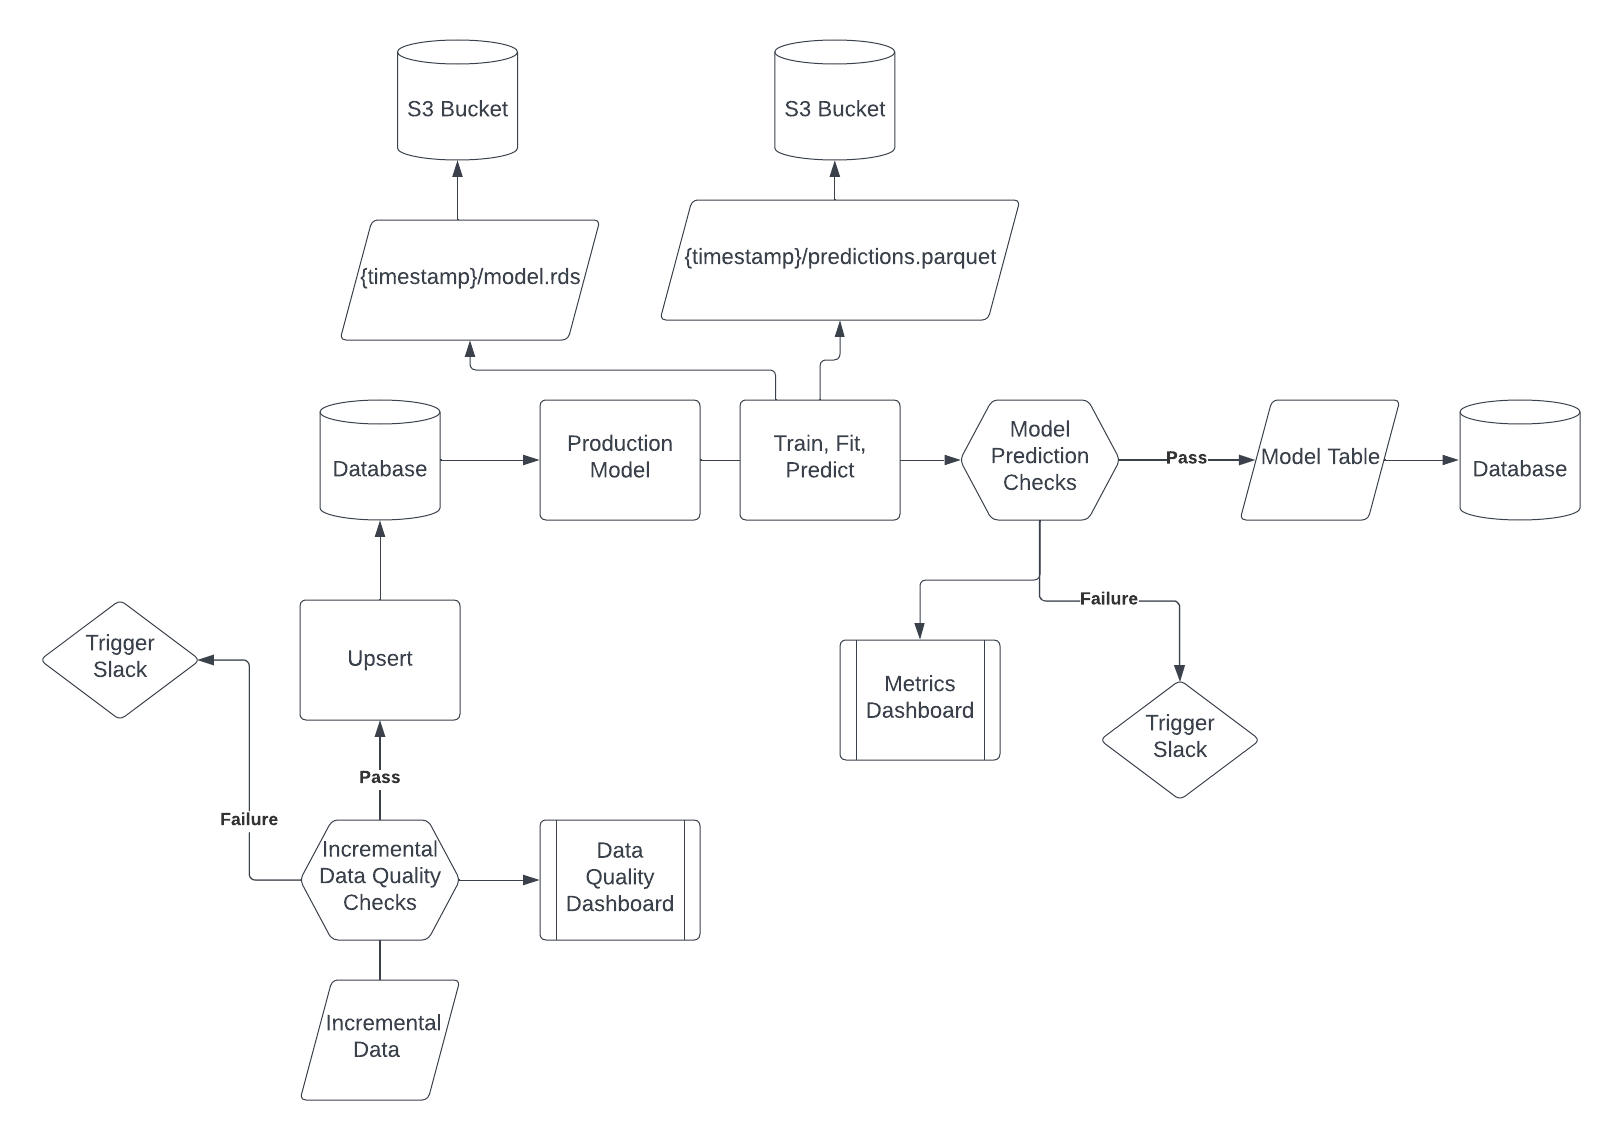 S3 Bucket
S3 Bucket
{timestamp}/model.rds
{timestamp}/predictions.parquet
Database
Production
Model
Train, Fit,
Predict
Model
Prediction
Checks
Pass
Model Table
Database
Trigger
Slack
Upsert
Failure
Metrics
Dashboard
Trigger
Slack
Pass
Failure
Incremental
Data Quality
Checks
Data
Quality
Dashboard
Incremental
Data